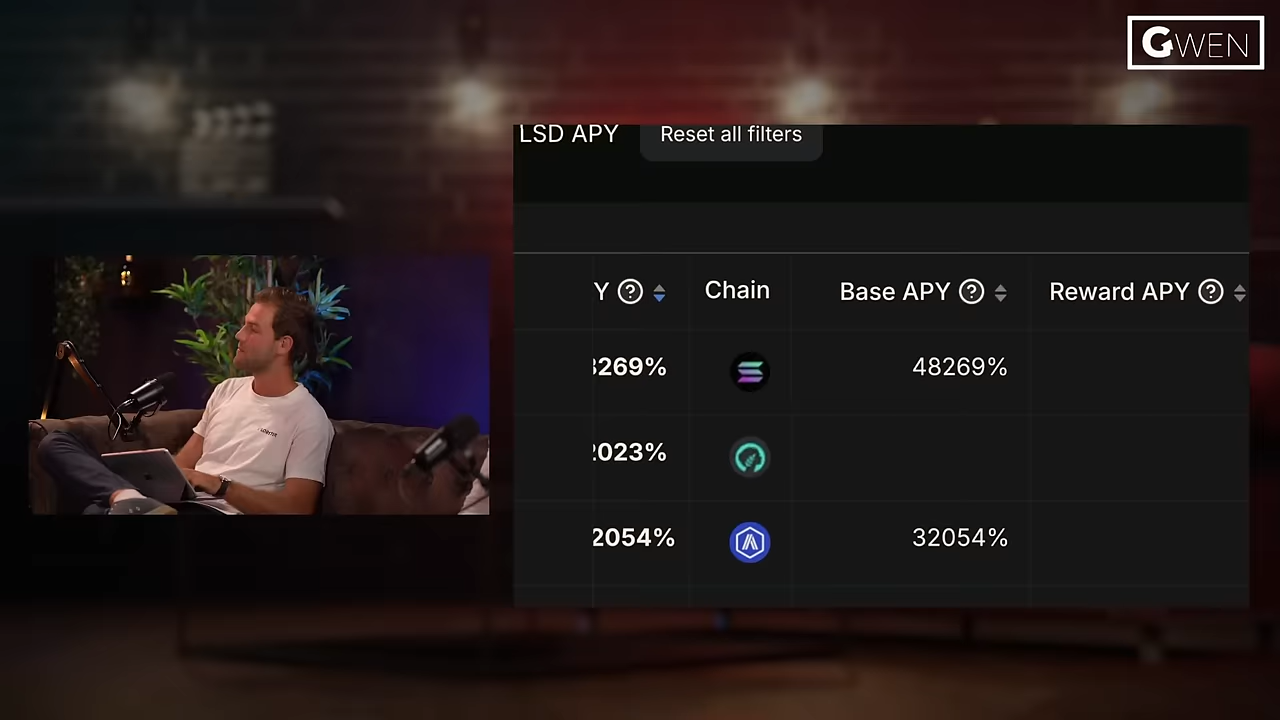 GWEN
LSD APY Reset all filters
Y Chain Base APY Reward APY
3269% 48269%
2023%
2054% 32054%